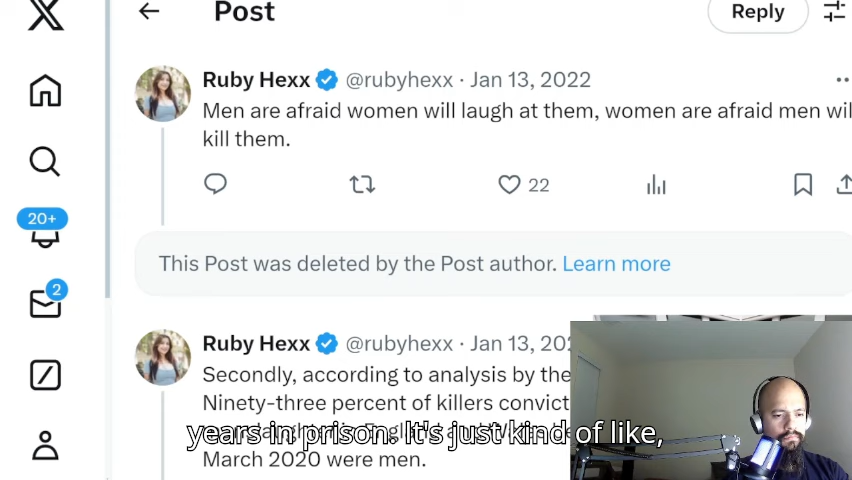 Post
Reply
Ruby Hexx @rubyhexx · Jan 13, 2022
Men are afraid women will laugh at them, women are afraid men wil
kill them.
22
20+
This Post was deleted by the Post author. Learn more
2
Ruby Hexx @rubyhexx · Jan 13, 202
Secondly, according to analysis by the
Ninety-three percent of killers convict
years in prison. It's just kind of like,
March 2020 were men.